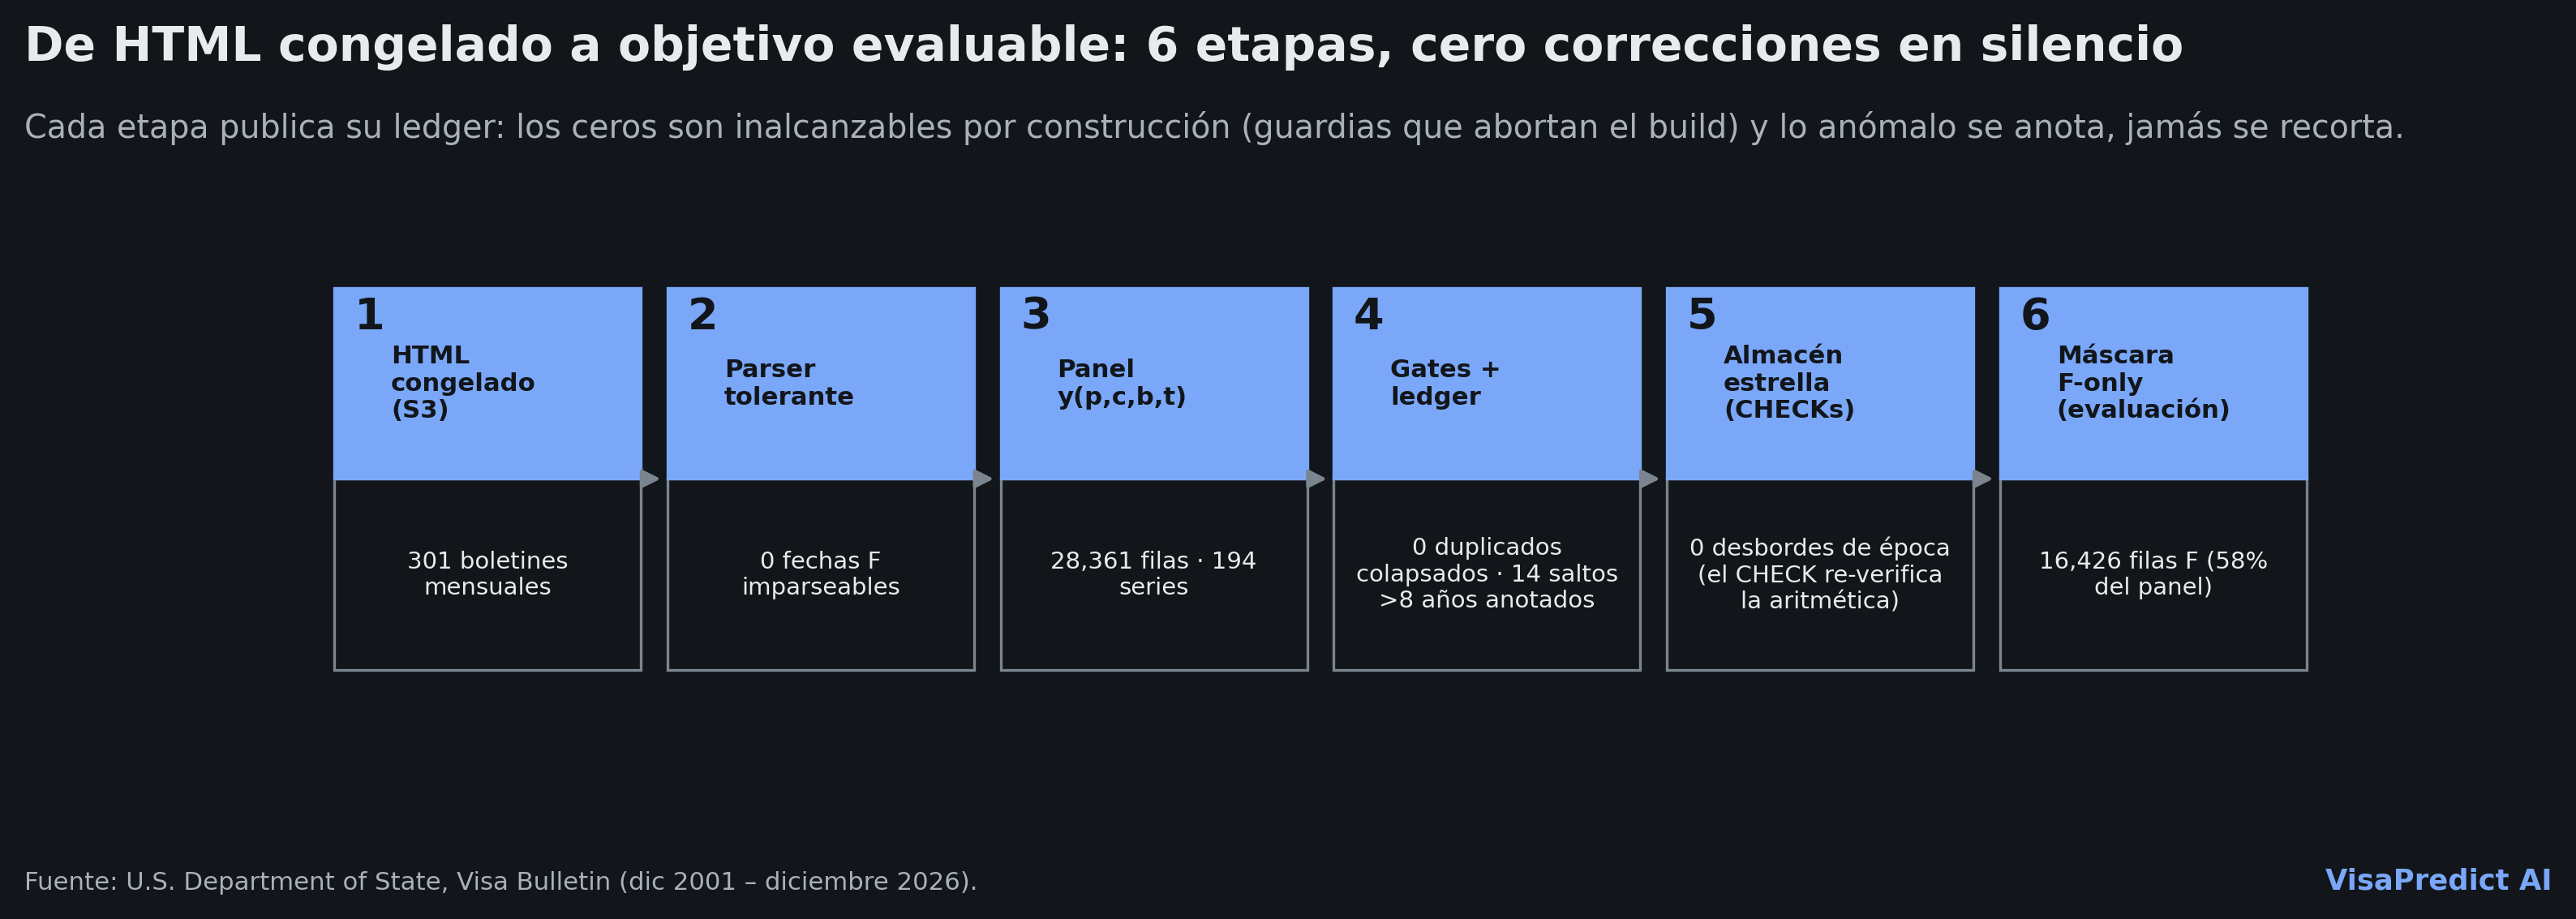 De HTML congelado a objetivo evaluable: 6 etapas, cero correcciones en silencio
Cada etapa publica su ledger: los ceros son inalcanzables por construcción (guardias que abortan el build) y lo anómalo se anota, jamás se recorta.
1
HTML
congelado
(S3)
301 boletines
mensuales
2
Parser
tolerante
0 fechas F
imparseables
3
Panel
y(p,c,b,t)
28,361 filas · 194
series
4
Gates +
ledger
0 duplicados
colapsados · 14 saltos
>8 años anotados
5
Almacén
estrella
(CHECKs)
0 desbordes de época
(el CHECK re-verifica
la aritmética)
6
Máscara
F-only
(evaluación)
16,426 filas F (58%
del panel)
Fuente: U.S. Department of State, Visa Bulletin (dic 2001 – diciembre 2026).
VisaPredict AI